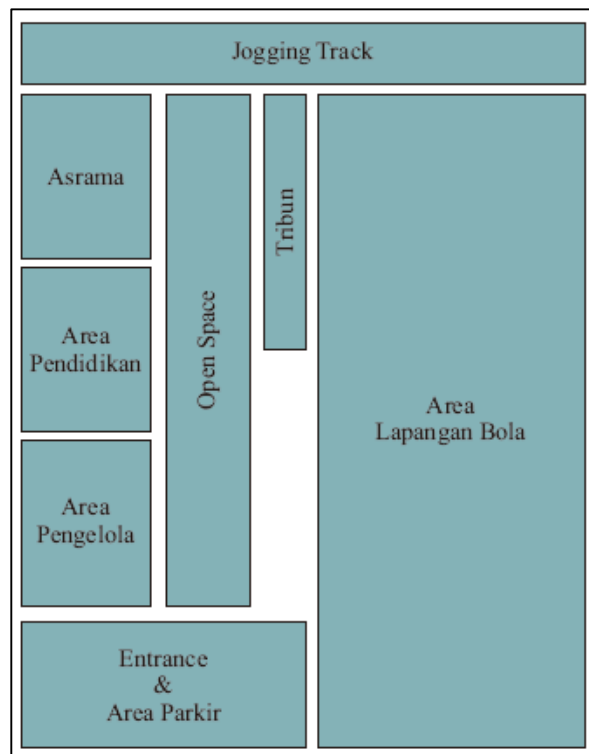 Jogging Track
Asrama
Area
Pendidikan
Area
Pengelola
Open Space
Tribun
Area
Lapangan Bola
Entrance
&
Area Parkir